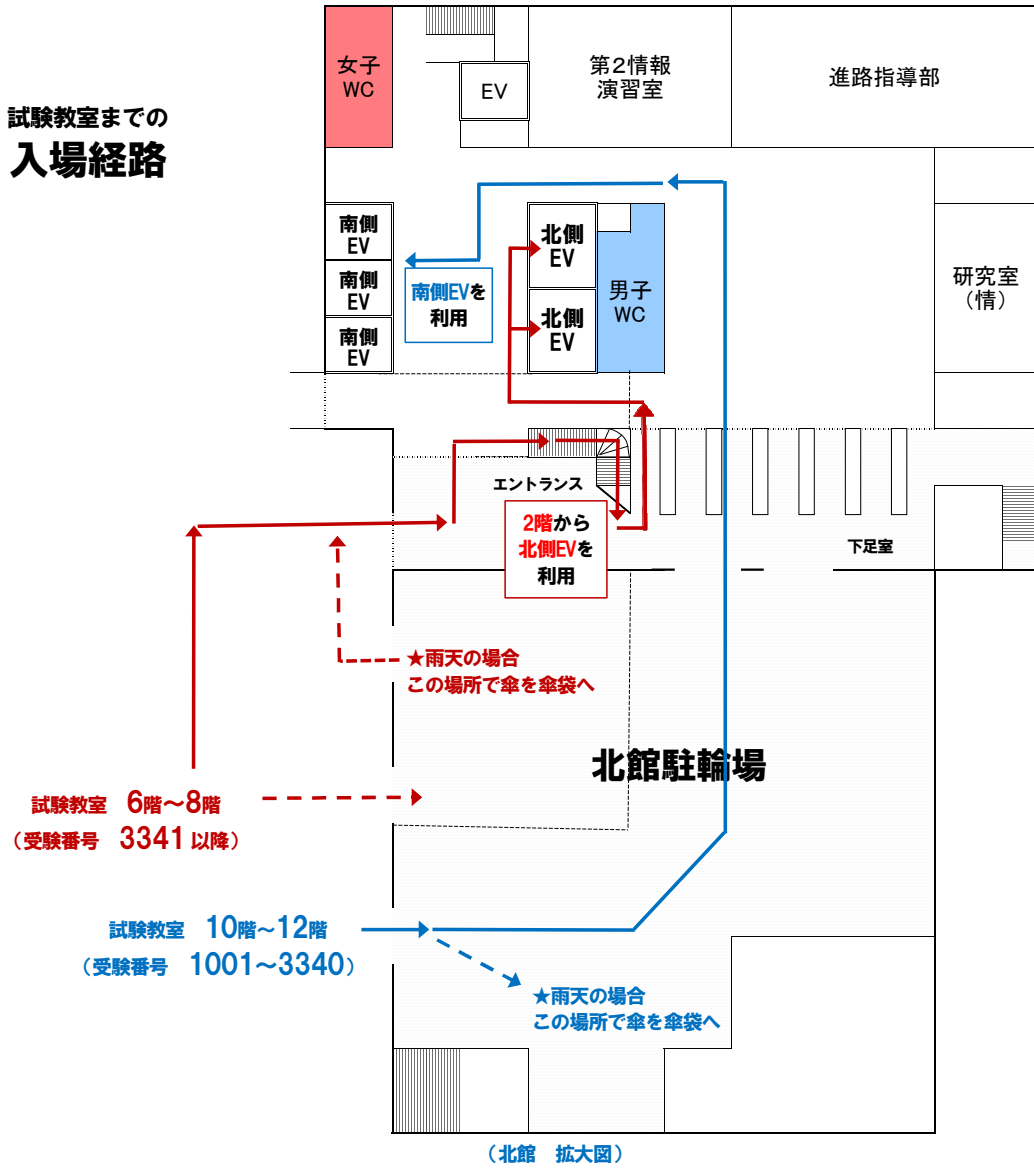 試験教室までの
入場経路
女子
WC
EV
第2情報
演習室
進路指導部
南側
EV
南側
EV
南側
EV
南側EVを
利用
北側
EV
北側
EV
男子
WC
研究室
(情)
エントランス
2階から
北側EVを
利用
下足室
★雨天の場合
この場所で傘を傘袋へ
北館駐輪場
試験教室 6階～8階
(受験番号 3341以降)
試験教室 10階～12階
(受験番号 1001～3340)
★雨天の場合
この場所で傘を傘袋へ
(北館 拡大図)